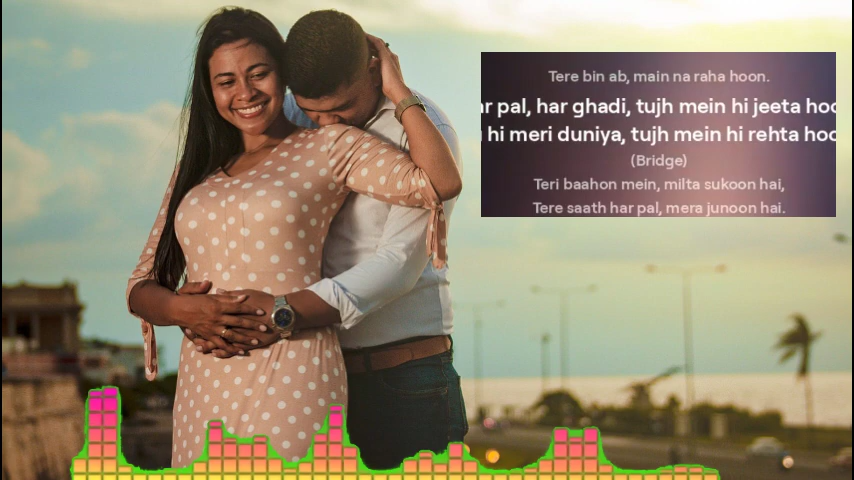 Tere bin ab, main na raha hoon.
pal, har ghadi, tujh mein hi jeeta
hi meri duniya, tujh mein hi rehta
(Bridge)
Teri baahon mein, milta sukoon hai,
Tere saath har pal, mera junoon hai.